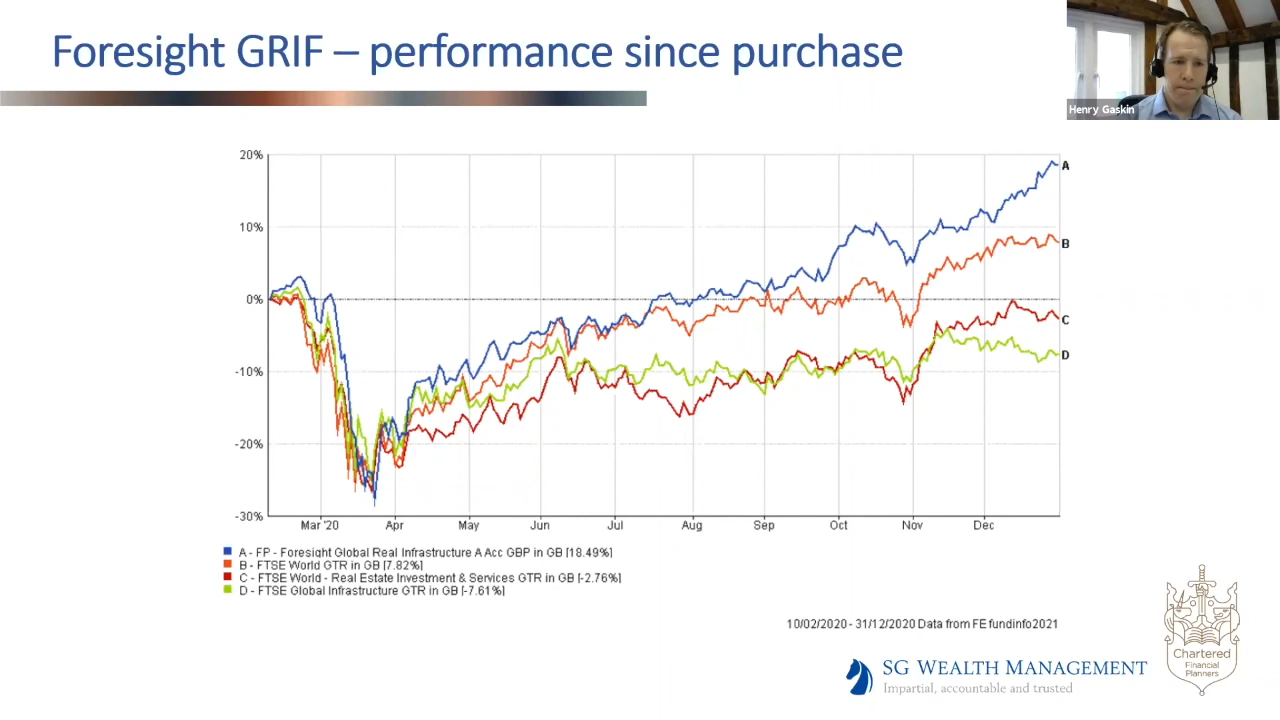 Foresight GRIF – performance since purchase
Henry Gaskin
20%
10%
0%
-10%
-20%
-30%
A
B
C
D
Mar '20 Apr May Jun Jul Aug Sep Oct Nov Dec
A - FP - Foresight Global Real Infrastructure A Acc GBP in GB [18.49%]
B - FTSE World GTR in GB [7.82%]
C - FTSE World - Real Estate Investment & Services GTR in GB [-2.76%]
D - FTSE Global Infrastructure GTR in GB [-7.61%]
10/02/2020 - 31/12/2020 Data from FE fundinfo2021
SG WEALTH MANAGEMENT
Impartial, accountable and trusted
Chartered
Financial
Planners